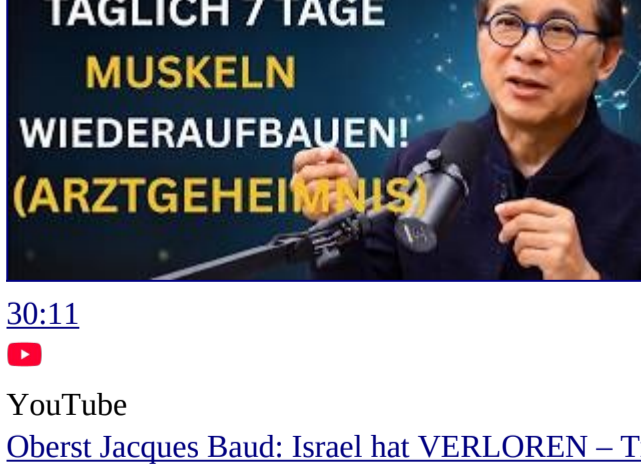 TÄGLICH 7 TAGE
MUSKELN
WIEDERAUFBAUEN!
(ARZTGEHEIMNIS)
30:11
YouTube
Oberst Jacques Baud: Israel hat VERLOREN – T